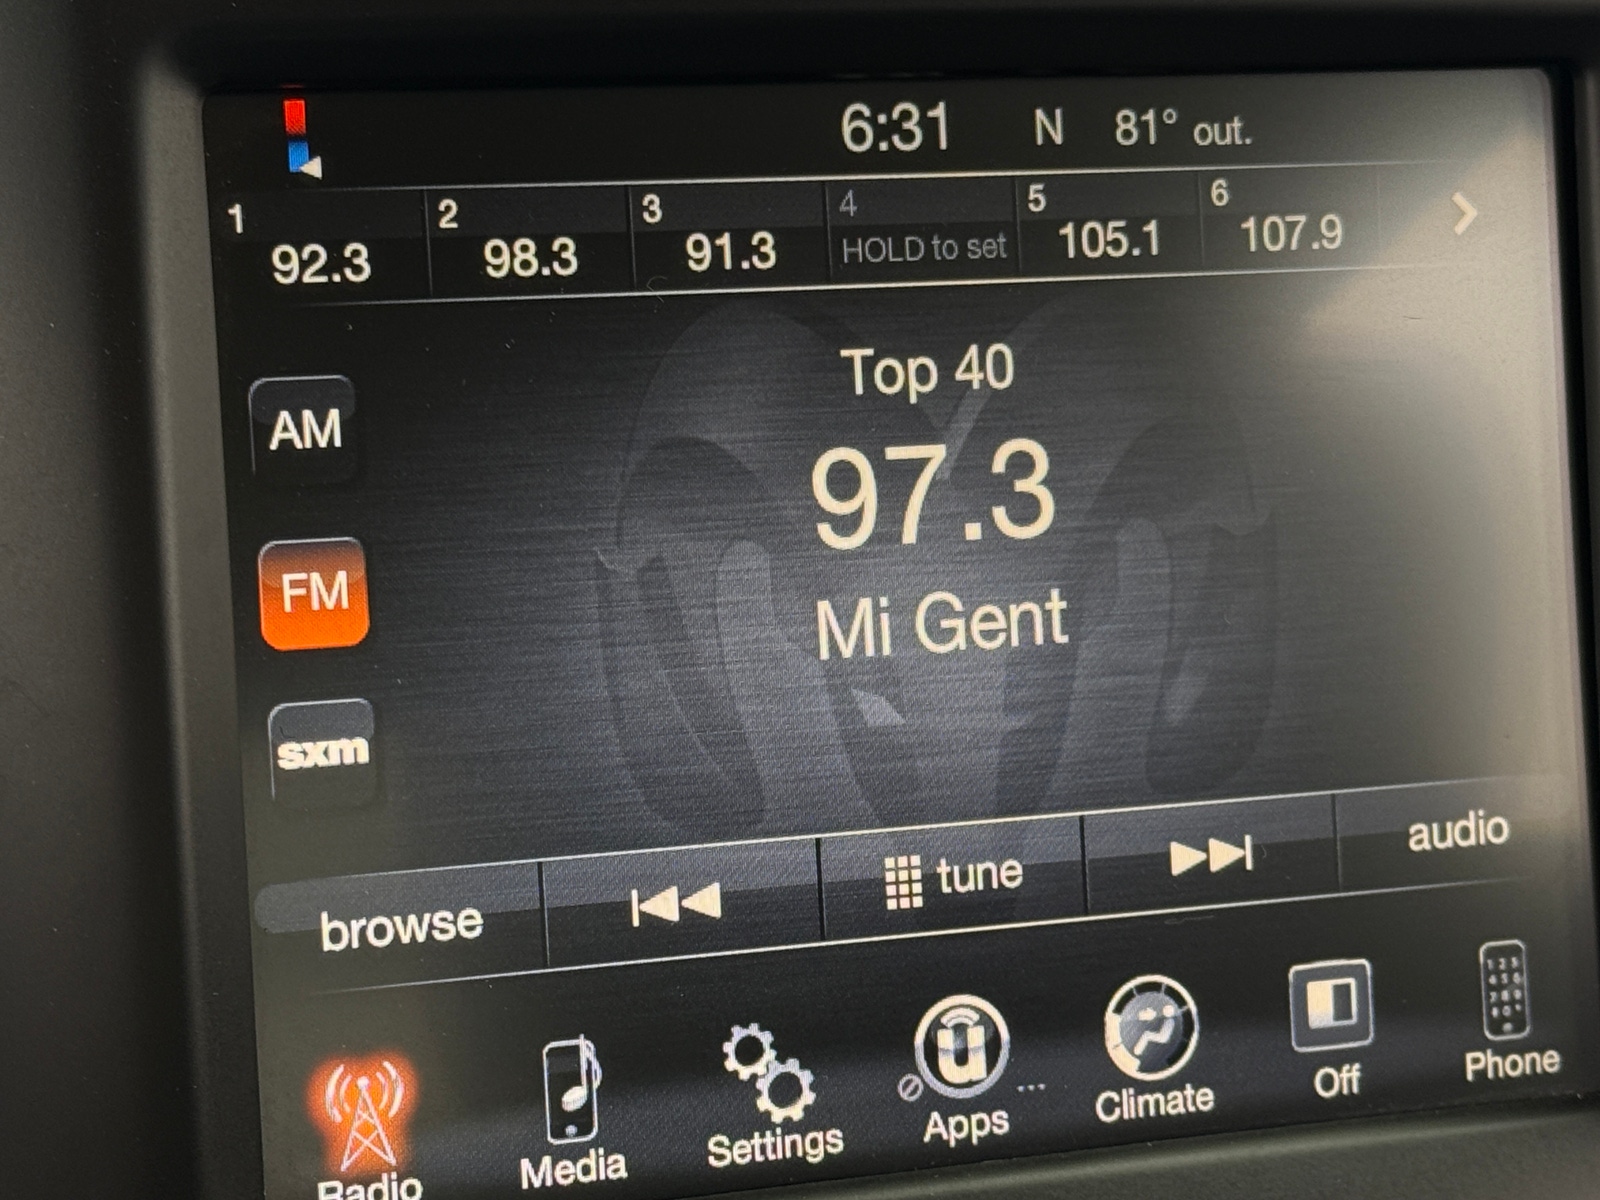 6:31 N 81° out.
1 2 3 4 5 6
92.3 98.3 91.3 HOLD to set 105.1 107.9
Top 40
AM
97.3
FM
Mi Gent
sxm
browse tune audio
Radio Media Settings Apps Climate Off Phone